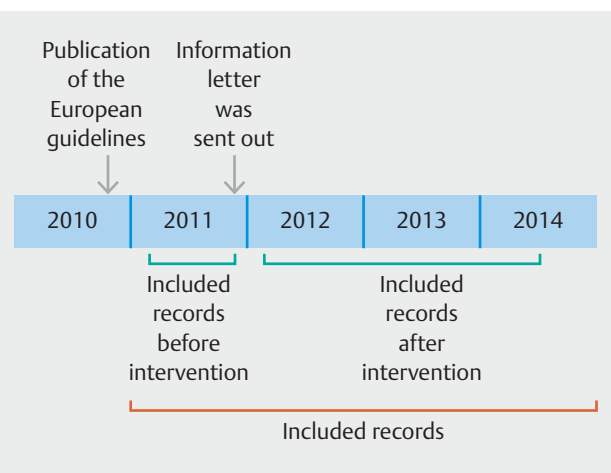 Publication
of the
European
guidelines
Information
letter
was
sent out
2010 2011 2012 2013 2014
Included
records
before
intervention
Included
records
after
intervention
Included records